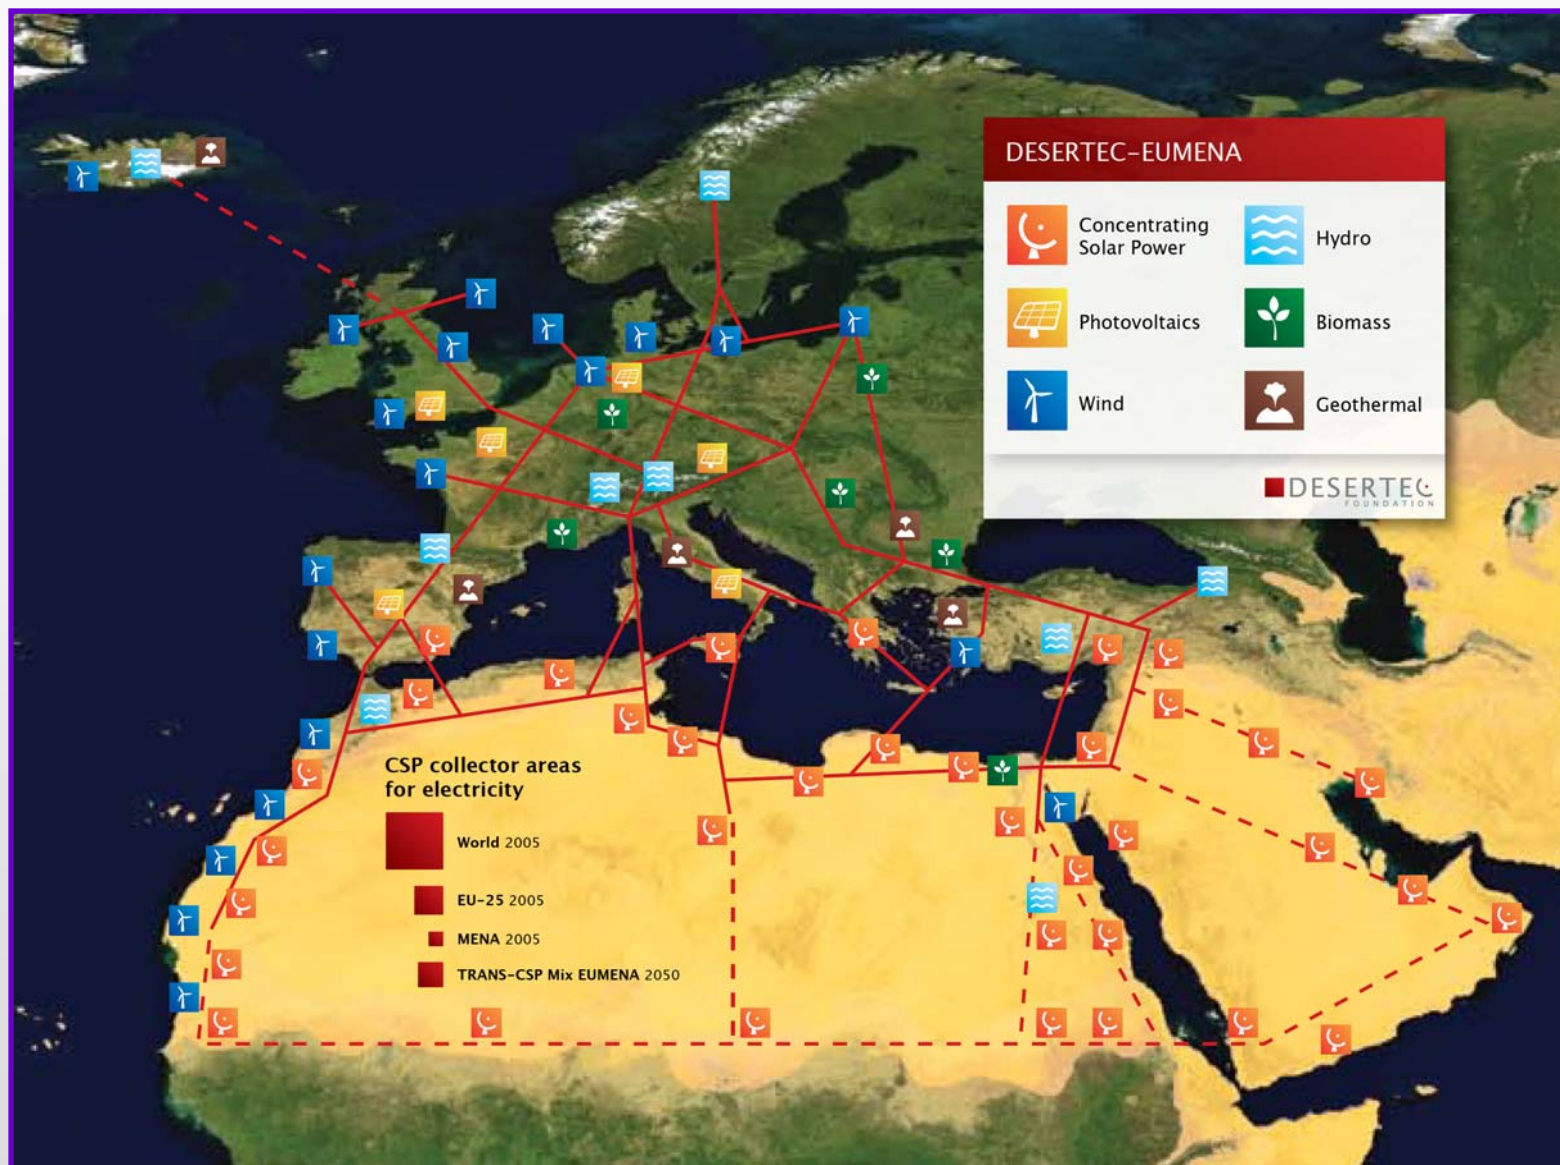 DESERTEC–EUMENA
Concentrating
Solar Power
Hydro
Photovoltaics
Biomass
Wind
Geothermal
DESERTEC
FOUNDATION
CSP collector areas
for electricity
World 2005
EU–25 2005
MENA 2005
TRANS–CSP Mix EUMENA 2050